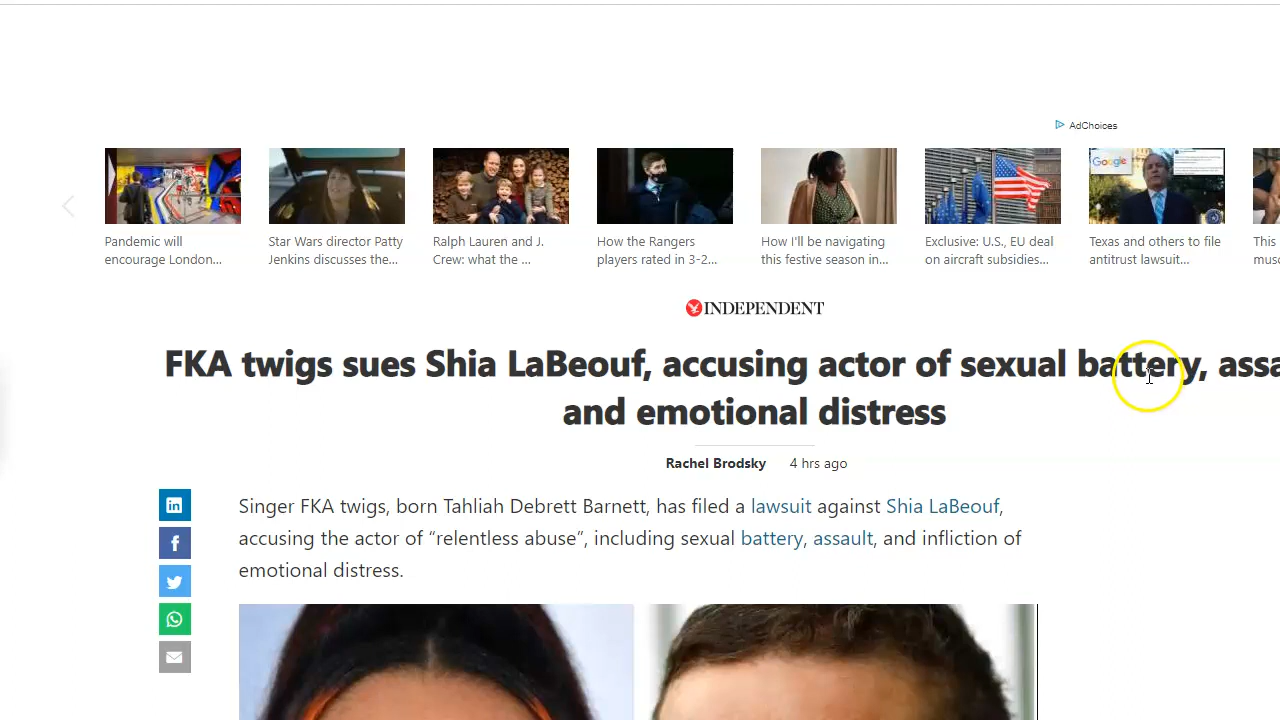 AdChoices
Pandemic will
encourage London...
Star Wars director Patty
Jenkins discusses the...
Ralph Lauren and J.
Crew: what the ...
How the Rangers
players rated in 3-2...
How I'll be navigating
this festive season in...
Exclusive: U.S., EU deal
on aircraft subsidies...
Google
Texas and others to file
antitrust lawsuit...
This
musc
INDEPENDENT
FKA twigs sues Shia LaBeouf, accusing actor of sexual battery, assa
and emotional distress
Rachel Brodsky 4 hrs ago
Singer FKA twigs, born Tahliah Debrett Barnett, has filed a lawsuit against Shia LaBeouf,
accusing the actor of “relentless abuse”, including sexual battery, assault, and infliction of
emotional distress.